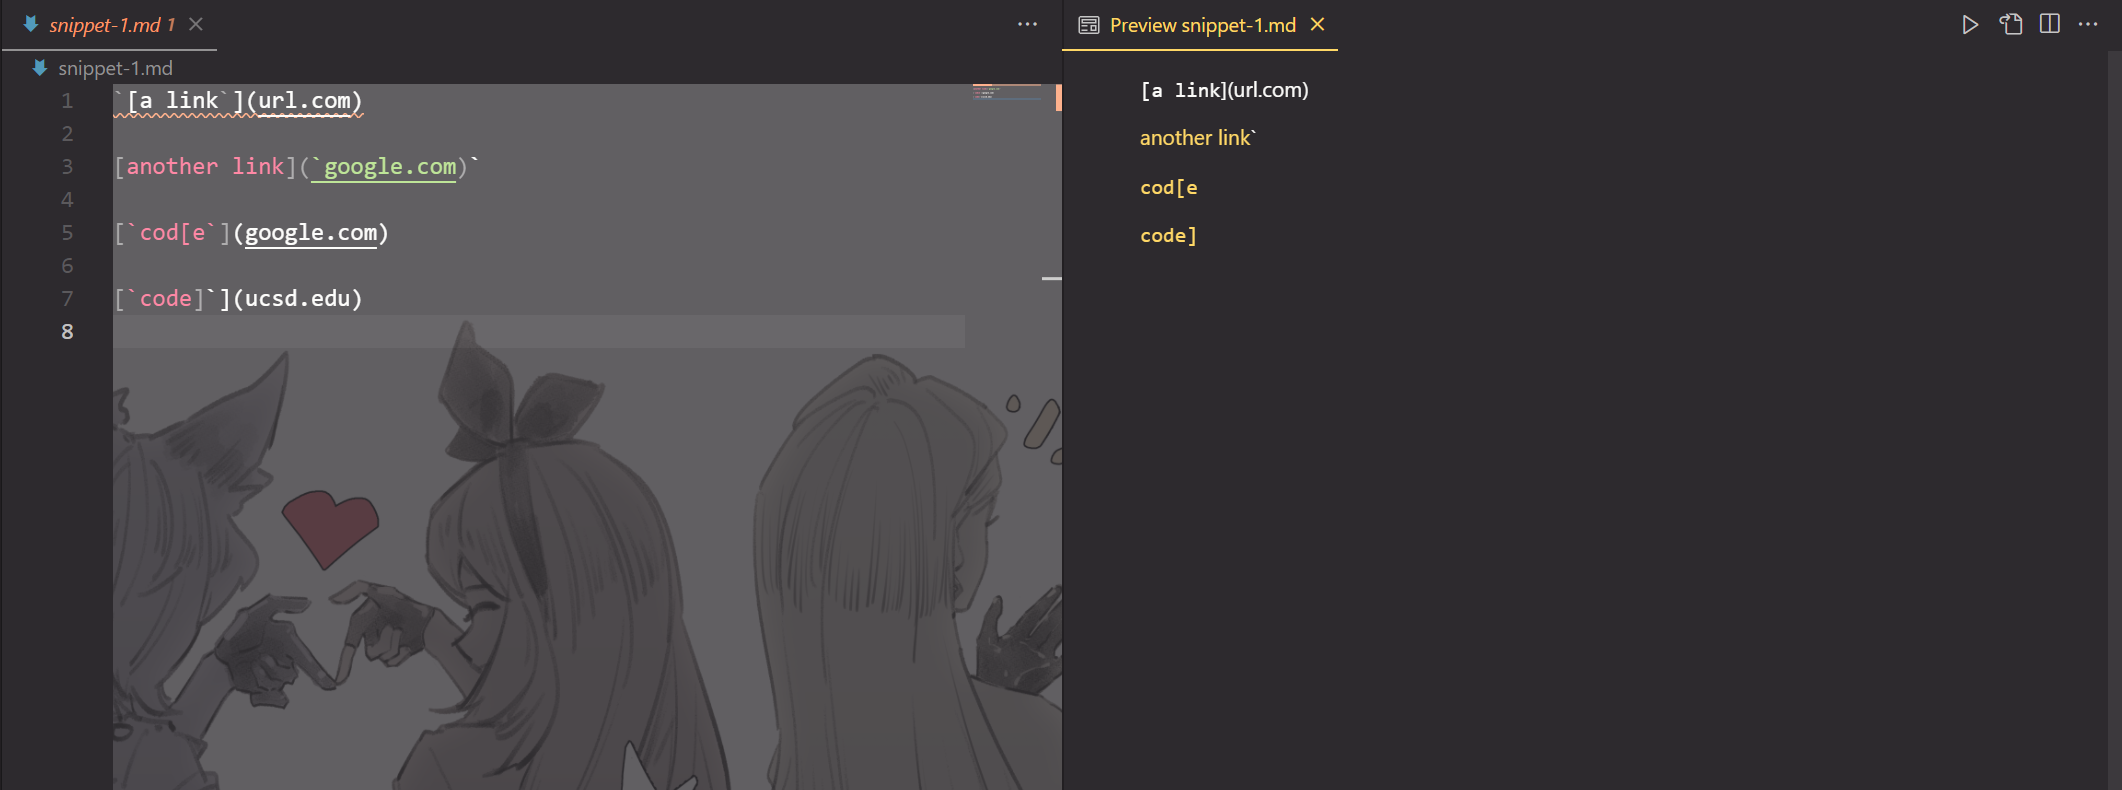 snippet-1.md 1
snippet-1.md
1 `[a link`](url.com)
2
3 [another link](`google.com)`
4
5 [`cod[e`](google.com)
6
7 [`code]`](ucsd.edu)
8
Preview snippet-1.md
[a link](url.com)
another link`
cod[e
code]